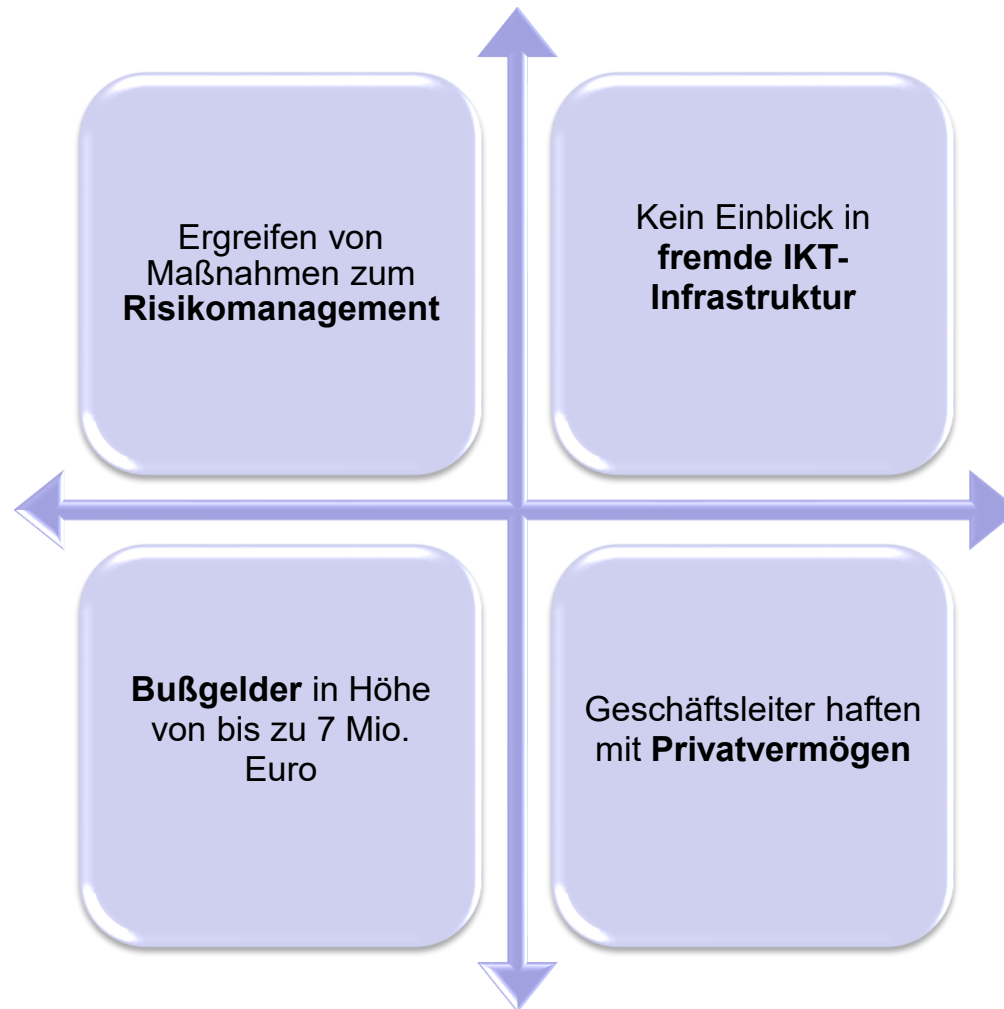 Ergreifen von
Maßnahmen zum
Risikomanagement
Kein Einblick in
fremde IKT-
Infrastruktur
Bußgelder in Höhe
von bis zu 7 Mio.
Euro
Geschäftsleiter haften
mit Privatvermögen